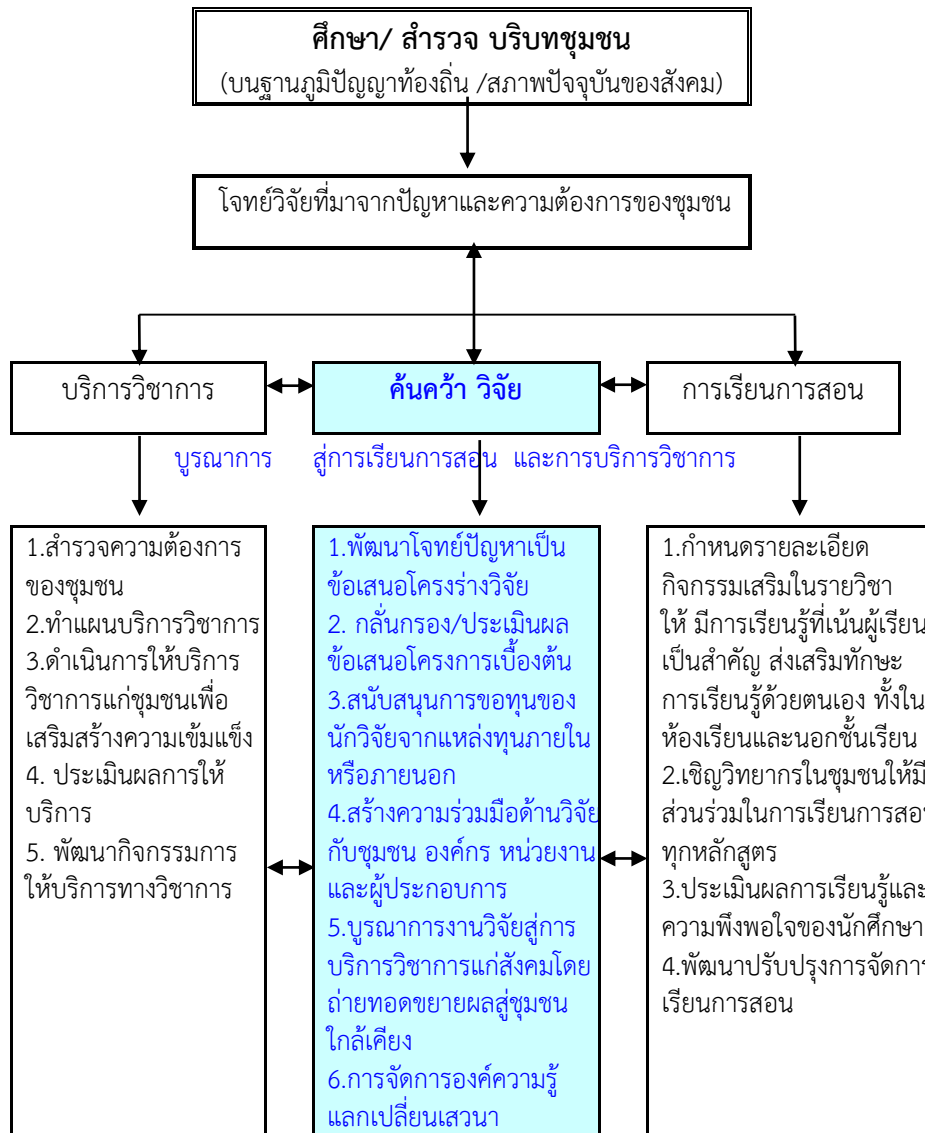 ศึกษา/ สำรวจ บริบทชุมชน
(บนฐานภูมิปัญญาท้องถิ่น /สภาพปัจจุบันของสังคม)
โจทย์วิจัยที่มาจากปัญหาและความต้องการของชุมชน
บริการวิชาการ
ค้นคว้า วิจัย
การเรียนการสอน
บูรณาการ สู่การเรียนการสอน และการบริการวิชาการ
1.สำรวจความต้องการ
ของชุมชน
2.ทำแผนบริการวิชาการ
3.ดำเนินการให้บริการ
วิชาการแก่ชุมชนเพื่อ
เสริมสร้างความเข้มแข็ง
4. ประเมินผลการให้
บริการ
5. พัฒนากิจกรรมการ
ให้บริการทางวิชาการ
1.พัฒนาโจทย์ปัญหาเป็น
ข้อเสนอโครงร่างวิจัย
2. กลั่นกรอง/ประเมินผล
ข้อเสนอโครงการเบื้องต้น
3.สนับสนุนการขอทุนของ
นักวิจัยจากแหล่งทุนภายใน
หรือภายนอก
4.สร้างความร่วมมือด้านวิจัย
กับชุมชน องค์กร หน่วยงาน
และผู้ประกอบการ
5.บูรณาการงานวิจัยสู่การ
บริการวิชาการแก่สังคมโดย
ถ่ายทอดขยายผลสู่ชุมชน
ใกล้เคียง
6.การจัดการองค์ความรู้
แลกเปลี่ยนเสวนา
1.กำหนดรายละเอียด
กิจกรรมเสริมในรายวิชา
ให้ มีการเรียนรู้ที่เน้นผู้เรียน
เป็นสำคัญ ส่งเสริมทักษะ
การเรียนรู้ด้วยตนเอง ทั้งใน
ห้องเรียนและนอกชั้นเรียน
2.เชิญวิทยากรในชุมชนให้มี
ส่วนร่วมในการเรียนการสอน
ทุกหลักสูตร
3.ประเมินผลการเรียนรู้และ
ความพึงพอใจของนักศึกษา
4.พัฒนาปรับปรุงการจัดการ
เรียนการสอน